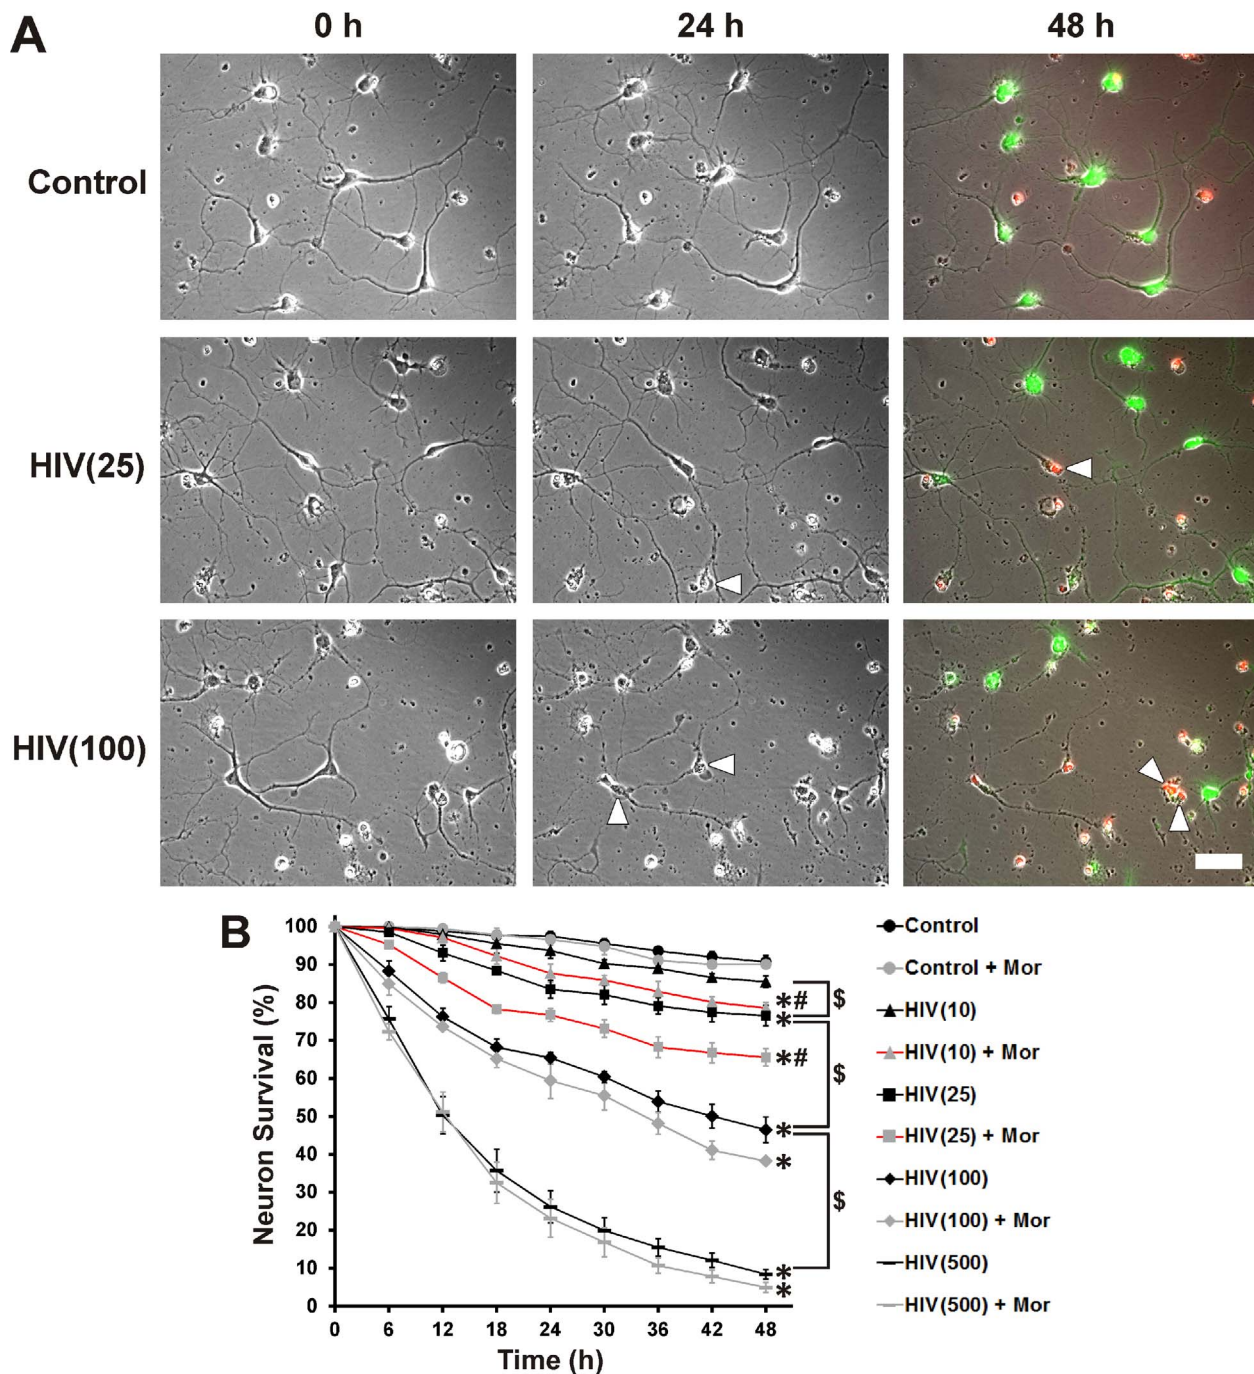 A
0 h 24 h 48 h
Control
HIV(25)
HIV(100)
B
Neuron Survival (%)
100
90
80
70
60
50
40
30
20
10
0
0 6 12 18 24 30 36 42 48
Time (h)
*#
*
*#
*
*
*
*
$
$
$
Control
Control + Mor
HIV(10)
HIV(10) + Mor
HIV(25)
HIV(25) + Mor
HIV(100)
HIV(100) + Mor
HIV(500)
HIV(500) + Mor